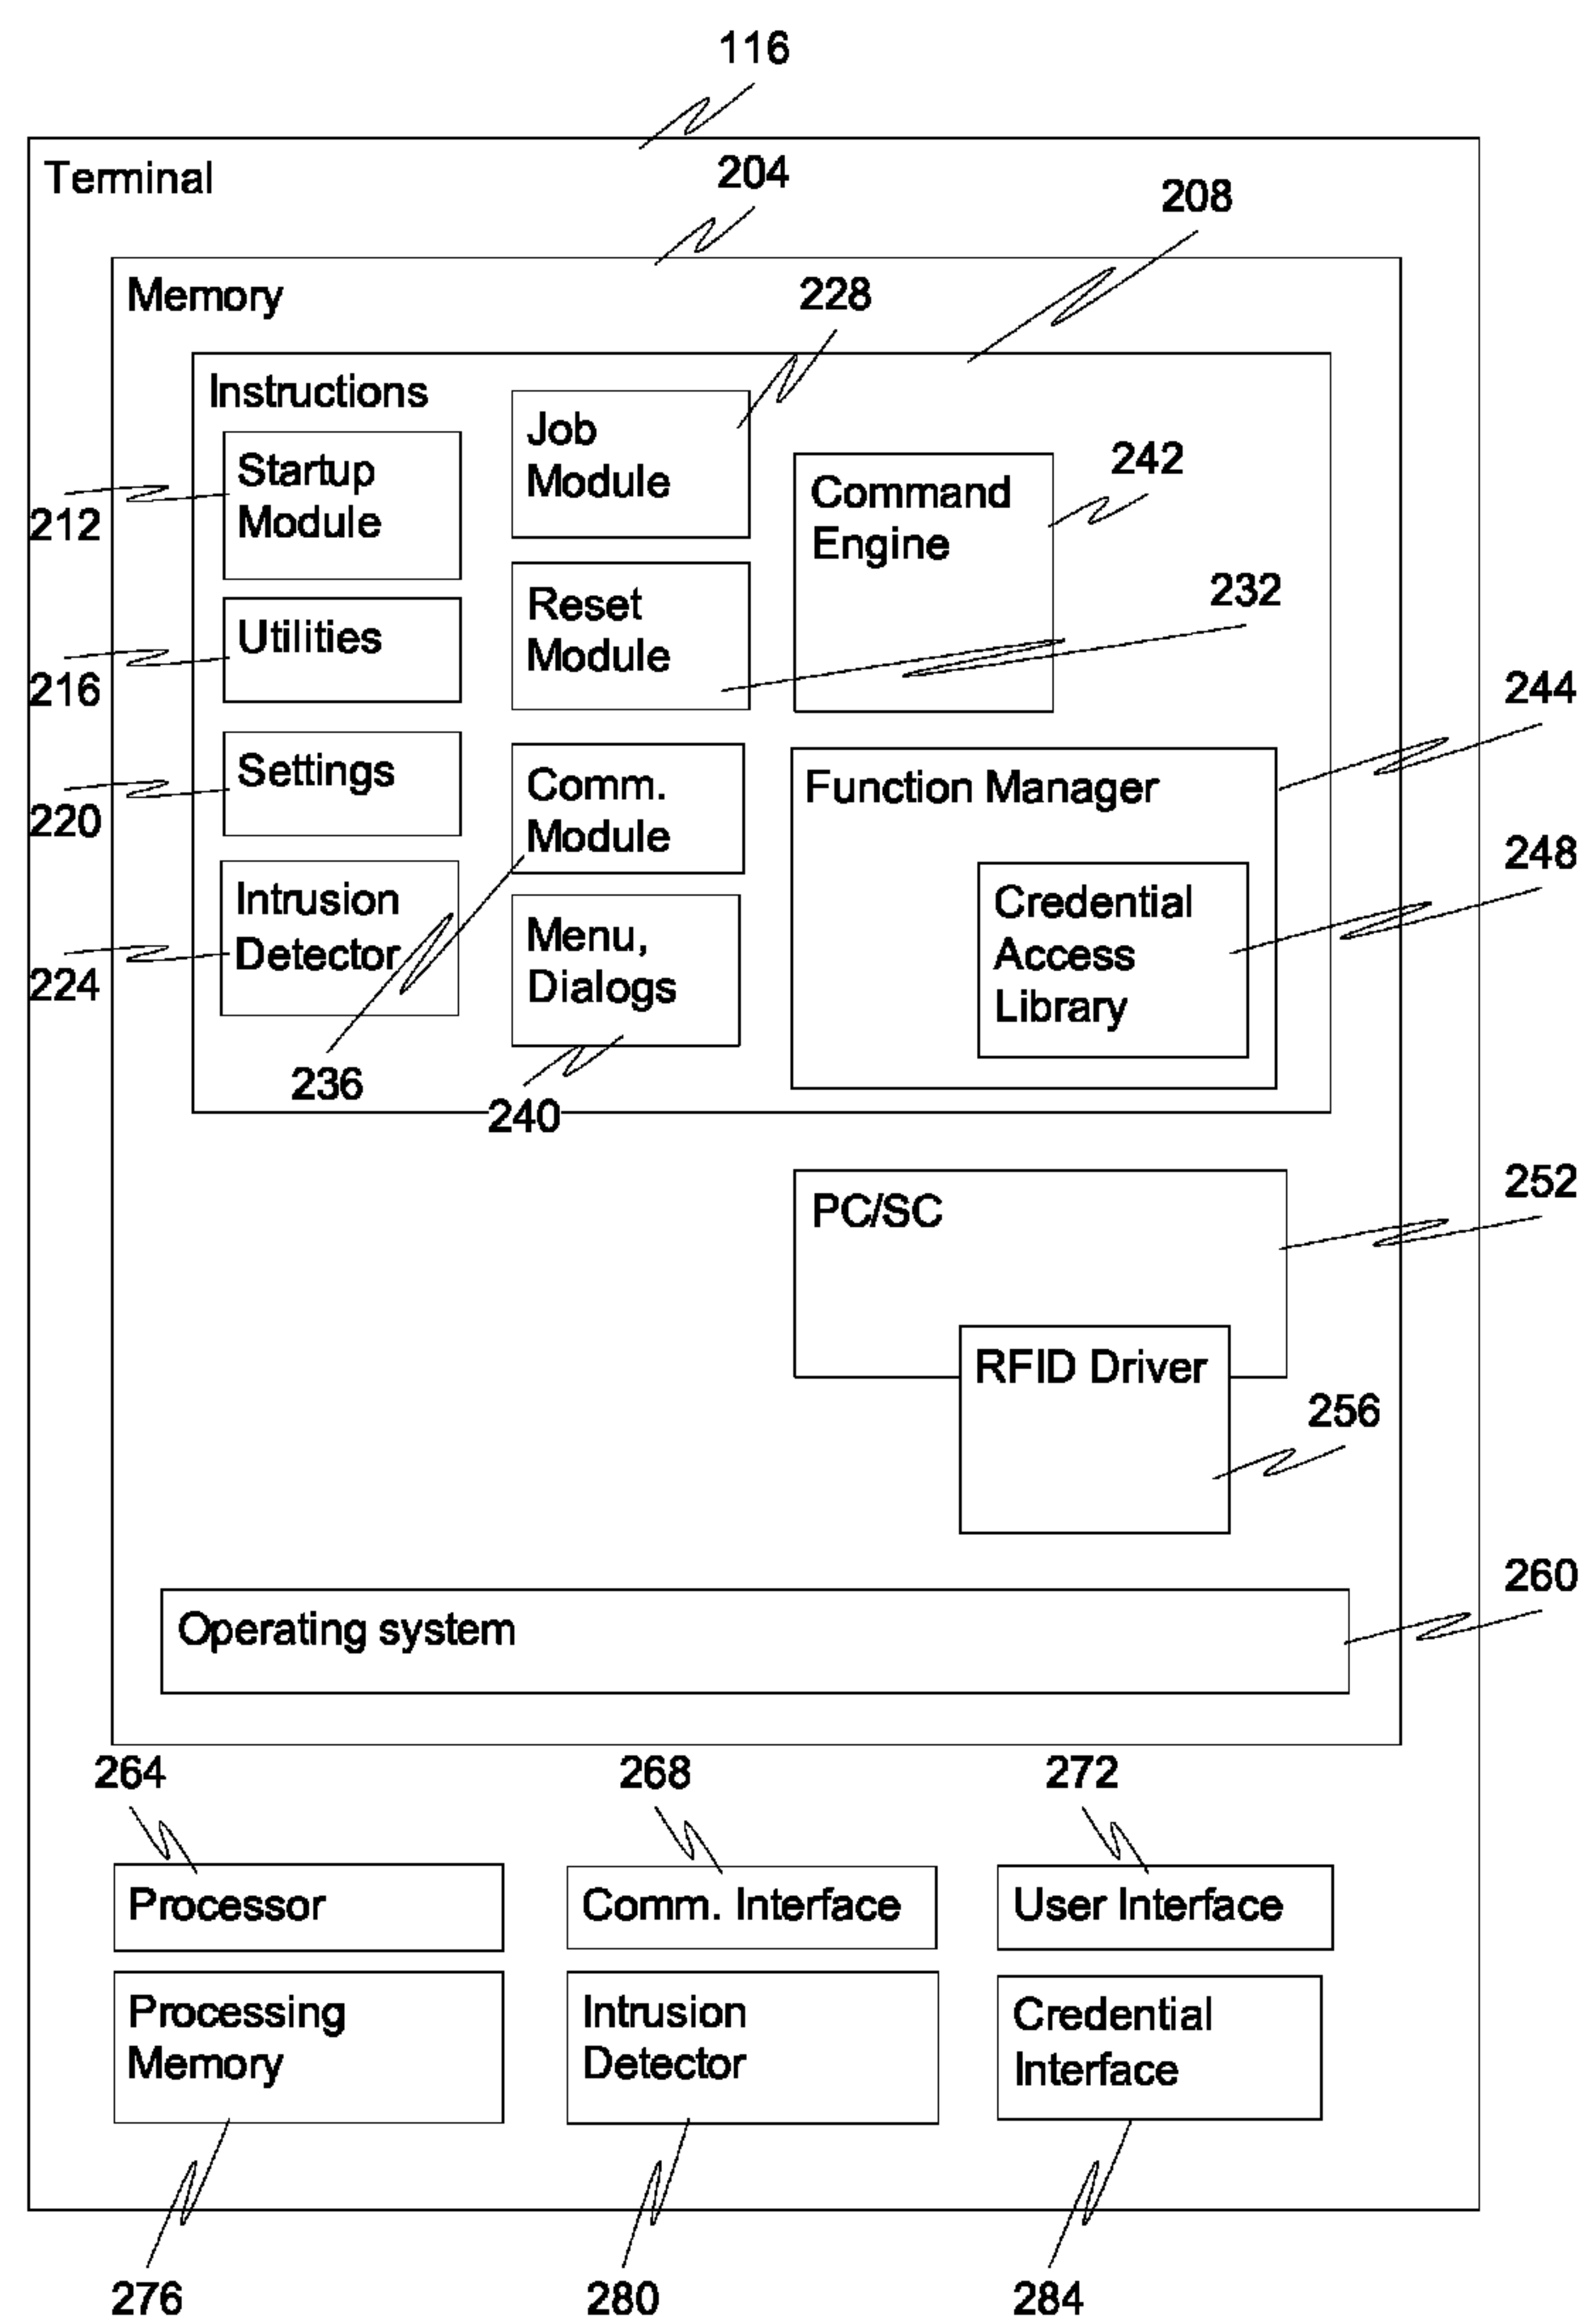 116
Terminal
204
208
Memory
228
Instructions
Job
Module
Startup
Module
212
Command
Engine
242
Reset
Module
232
Utilities
216
244
Settings
220
Comm.
Module
Function Manager
248
Intrusion
Detector
224
Menu,
Dialogs
Credential
Access
Library
236
240
252
PC/SC
RFID Driver
256
260
Operating system
264
268
272
Processor
Comm. Interface
User Interface
Processing
Memory
Intrusion
Detector
Credential
Interface
276
280
284